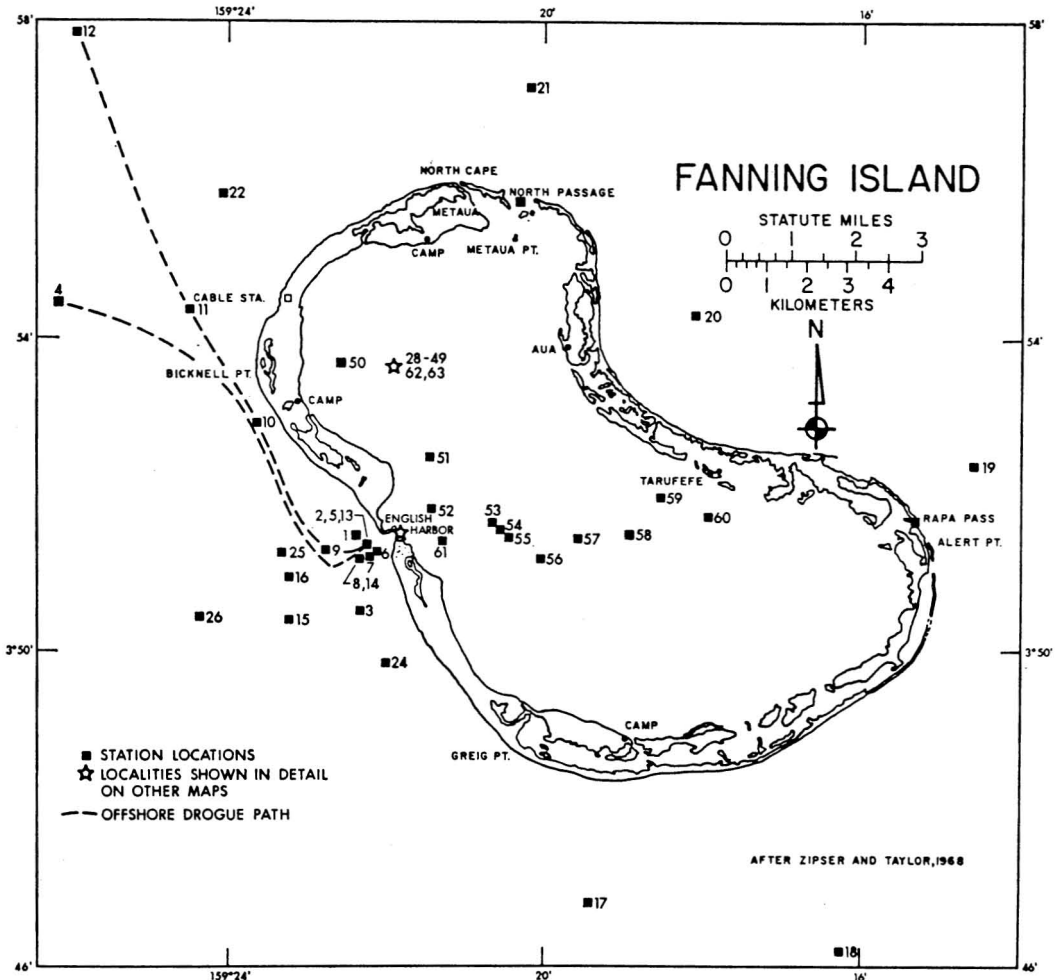 58'
159°24'
20'
16'
58'
12
21
FANNING ISLAND
STATUTE MILES
0 1 2 3
0 1 2 3 4
KILOMETERS
N
NORTH CAPE
NORTH PASSAGE
22
METAUA
CAMP
METAUA PT.
4
CABLE STA.
11
20
54'
54'
50
28-49
62,63
AUA
BICKNELL PT.
CAMP
10
51
19
TARUFEFE
59
52
53
54
55
60
2,5,13
ENGLISH
HARBOR
1
RAPA PASS
ALERT PT.
61
57
58
56
25
9
6
7
8,14
16
3
26
15
3°50'
3°50'
24
CAMP
GREIG PT.
STATION LOCATIONS
LOCALITIES SHOWN IN DETAIL
ON OTHER MAPS
OFFSHORE DROGUE PATH
AFTER ZIPSER AND TAYLOR,1968
17
18
46'
159°24'
20'
16'
46'